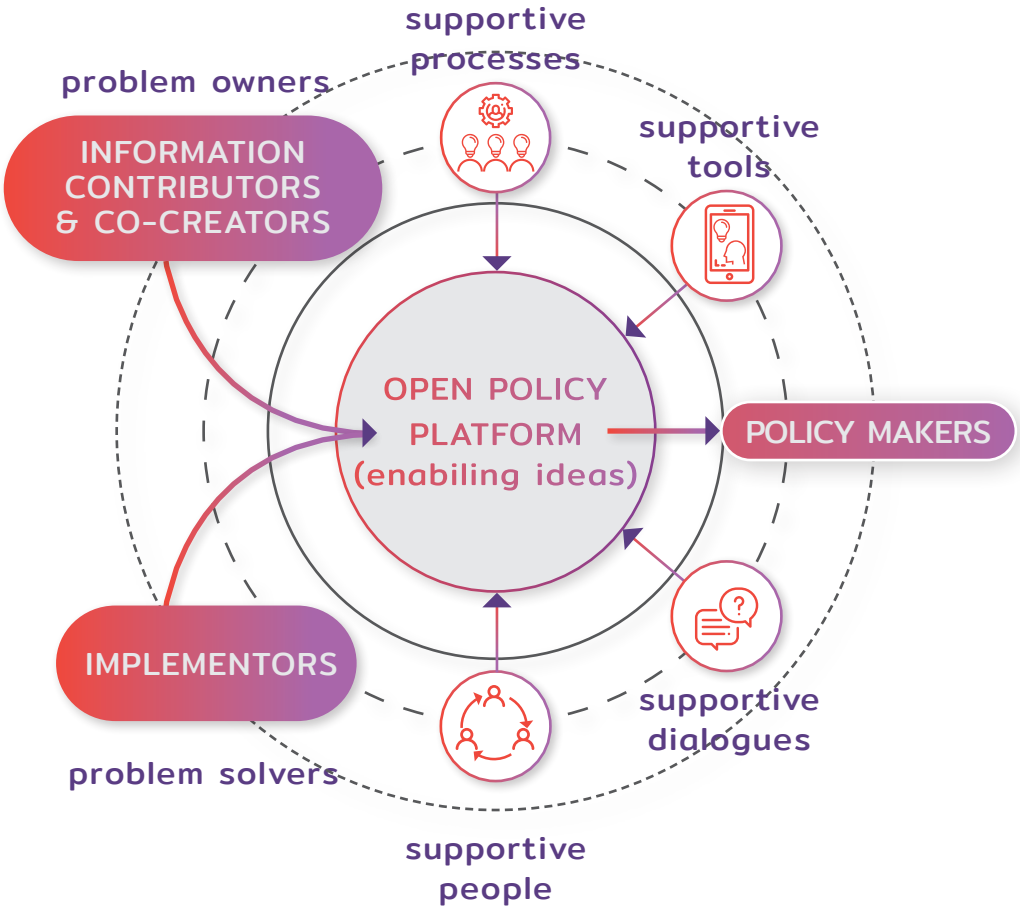 supportive
processes
problem owners
INFORMATION
CONTRIBUTORS
& CO-CREATORS
supportive
tools
OPEN POLICY
PLATFORM
(enabiling ideas)
POLICY MAKERS
?
IMPLEMENTORS
problem solvers
supportive
dialogues
supportive
people